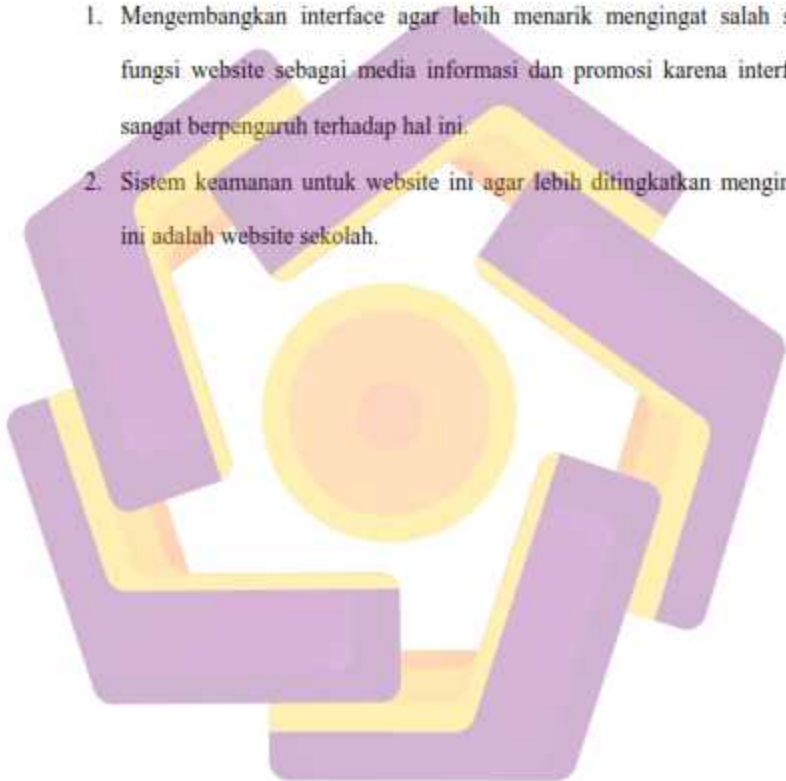 1. Mengembangkan interface agar lebih menarik mengingat salah
fungsi website sebagai media informasi dan promosi karena
sangat berpengaruh terhadap hal ini.
2. Sistem keamanan untuk website ini agar lebih ditingkatkan
ini adalah website sekolah.